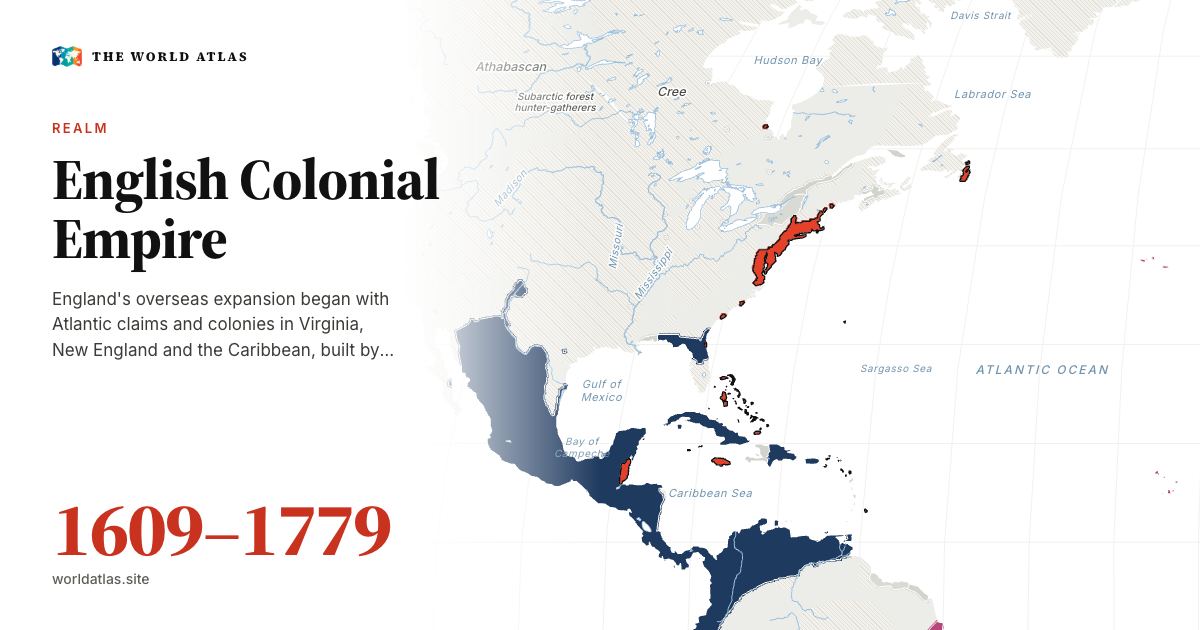 THE WORLD ATLAS
REALM
English Colonial
Empire
England's overseas expansion began with
Atlantic claims and colonies in Virginia,
New England and the Caribbean, built by...
1609–1779
worldatlas.site
Davis Strait
Hudson Bay
Athabascan
Subarctic forest
hunter-gatherers
Cree
Labrador Sea
Madison
Missouri
Mississippi
Sargasso Sea
ATLANTIC OCEAN
Gulf of
Mexico
Bay of
Campeche
Caribbean Sea